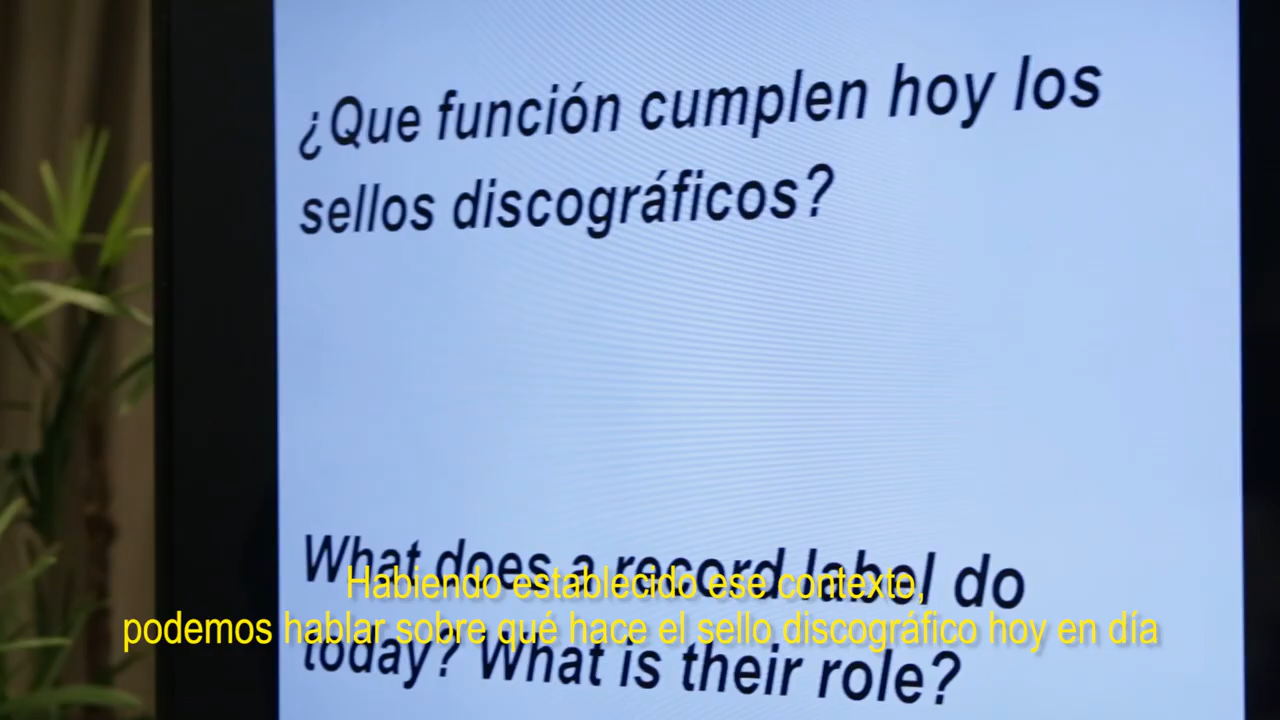 ¿Que función cumplen hoy los
sellos discográficos?
What does a record label do
today? What is their role?
Habiendo establecido ese contexto,
podemos hablar sobre qué hace el sello discográfico hoy en día